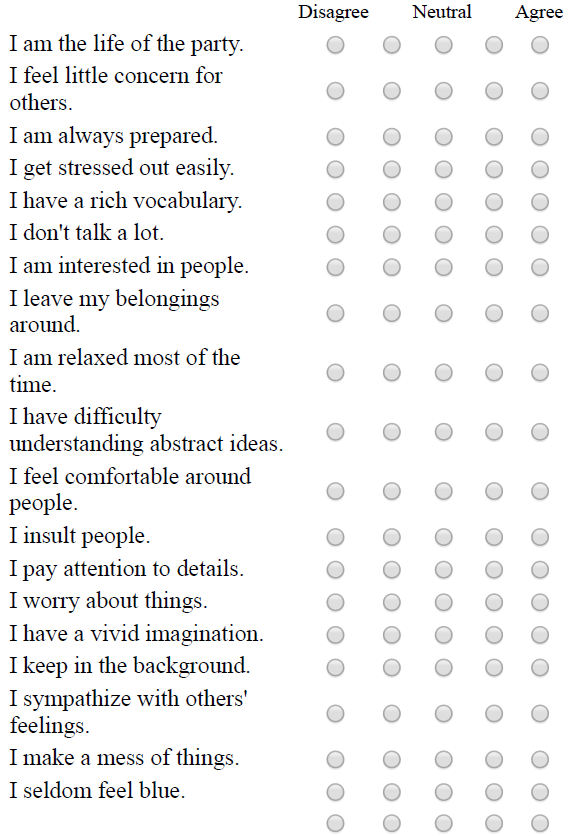 Disagree Neutral Agree
I am the life of the party.
I feel little concern for
others.
I am always prepared.
I get stressed out easily.
I have a rich vocabulary.
I don't talk a lot.
I am interested in people.
I leave my belongings
around.
I am relaxed most of the
time.
I have difficulty
understanding abstract ideas.
I feel comfortable around
people.
I insult people.
I pay attention to details.
I worry about things.
I have a vivid imagination.
I keep in the background.
I sympathize with others'
feelings.
I make a mess of things.
I seldom feel blue.